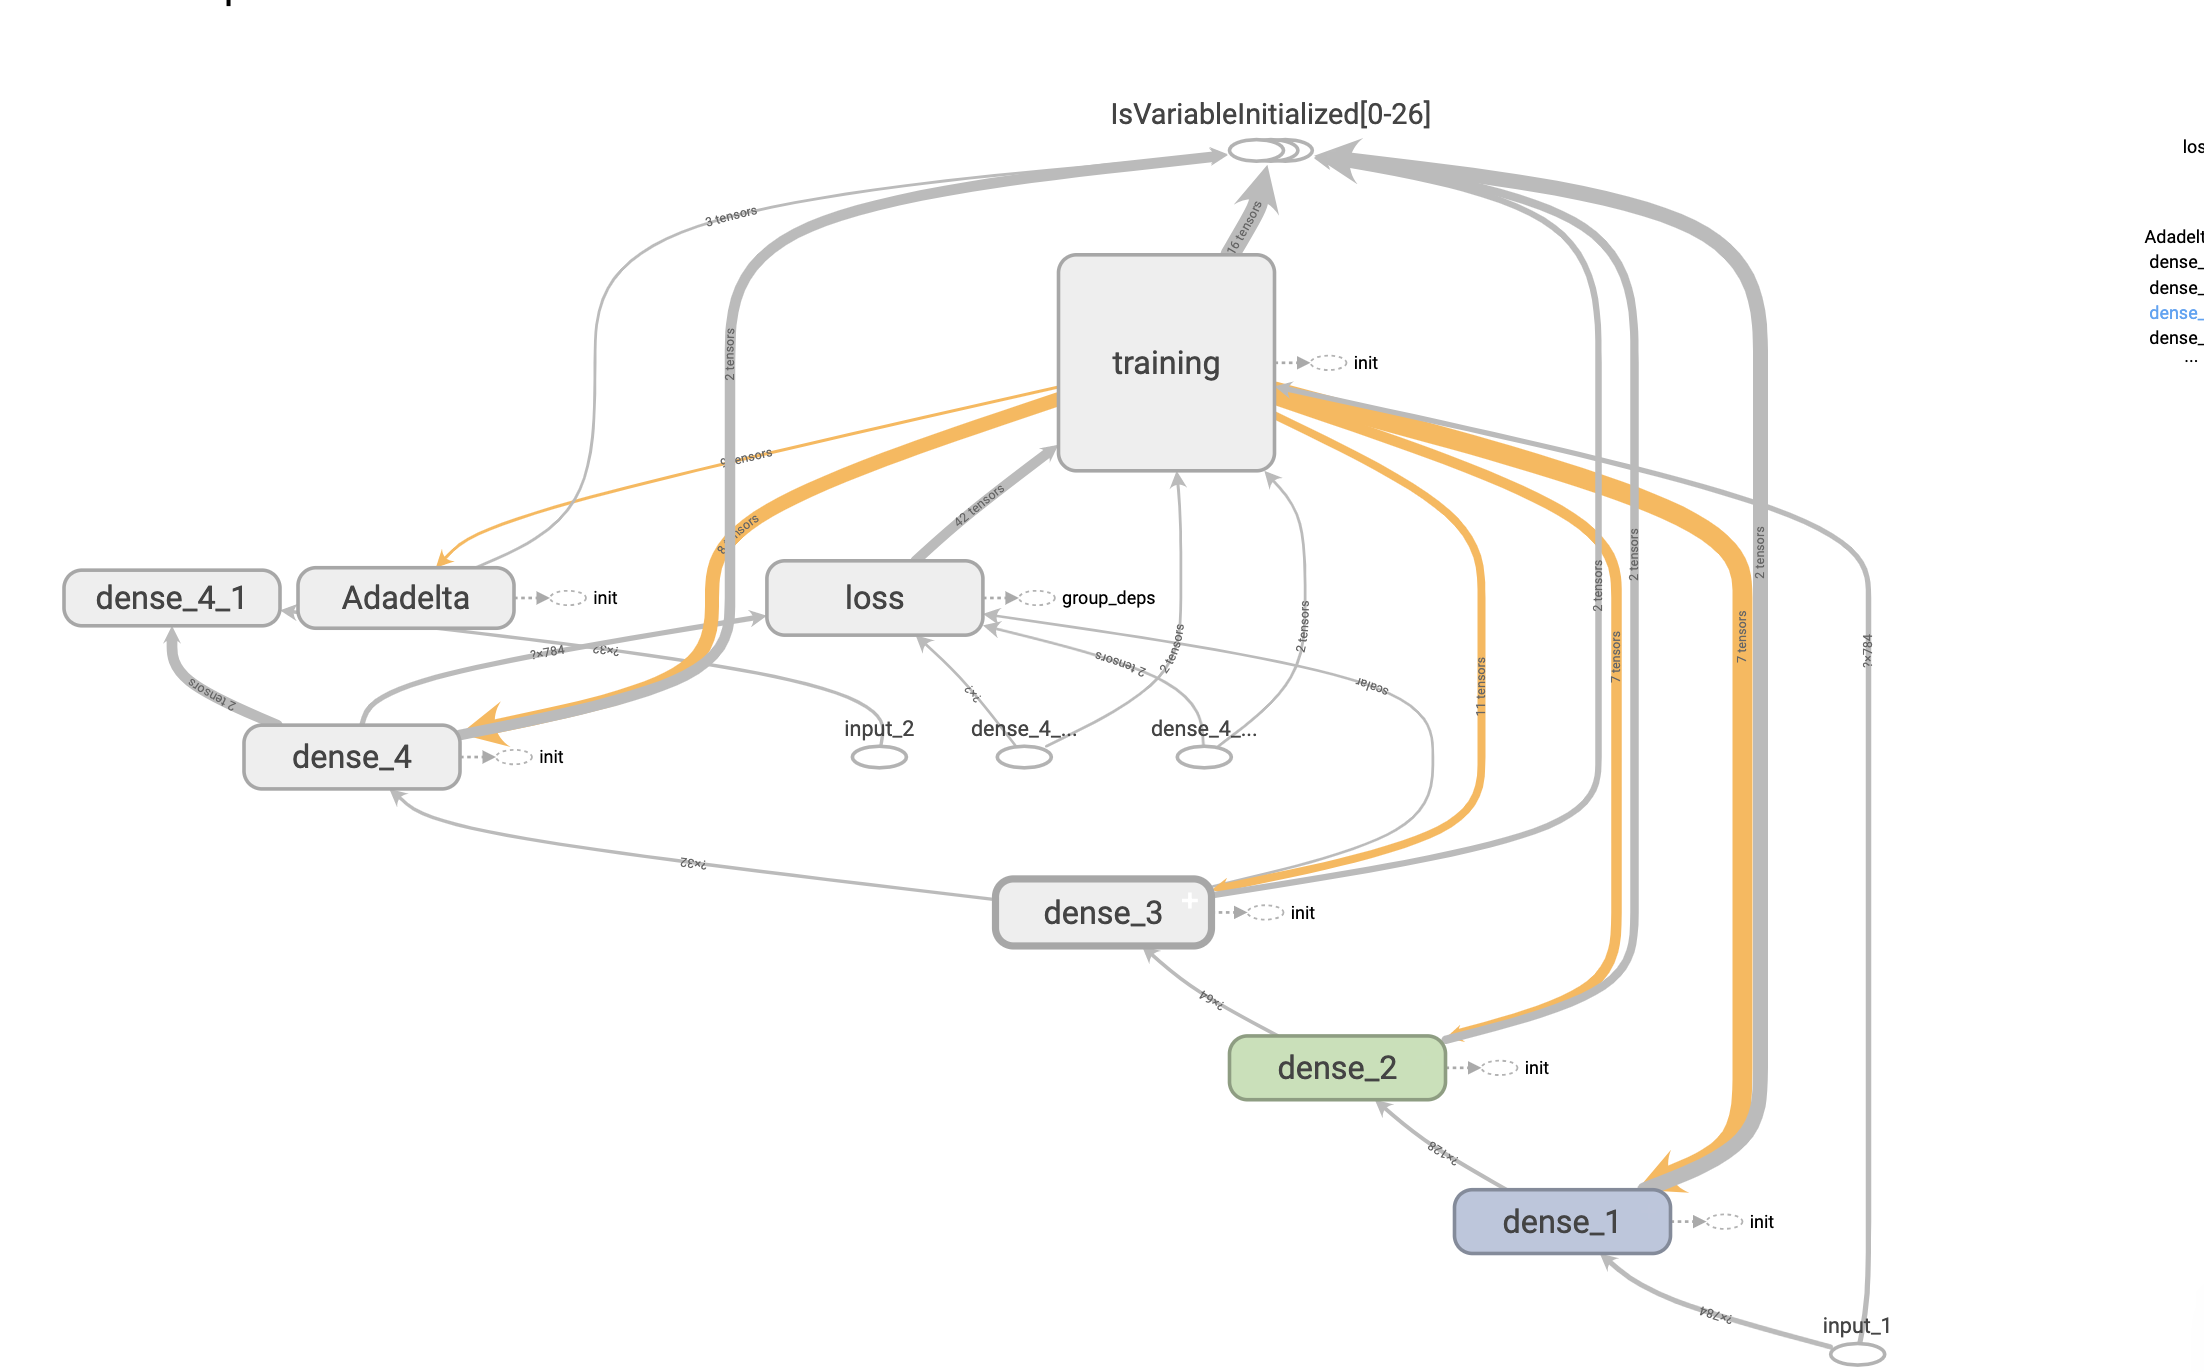 IsVariableInitialized[0-26]
los
3 tensors
16 tensors
Adadelt
dense_
dense_
dense_
dense_
...
2 tensors
training
init
9 tensors
42 tensors
8 tensors
2 tensors
2 tensors
2 tensors
dense_4_1
Adadelta
init
loss
group_deps
?×784
?×32
2 tensors
2 tensors
2 tensors
scalar
11 tensors
7 tensors
7 tensors
?×784
2 tensors
?×?
input_2
dense_4_...
dense_4_...
dense_4
init
?×32
dense_3
+
init
?×64
dense_2
init
?×128
dense_1
init
?×784
input_1